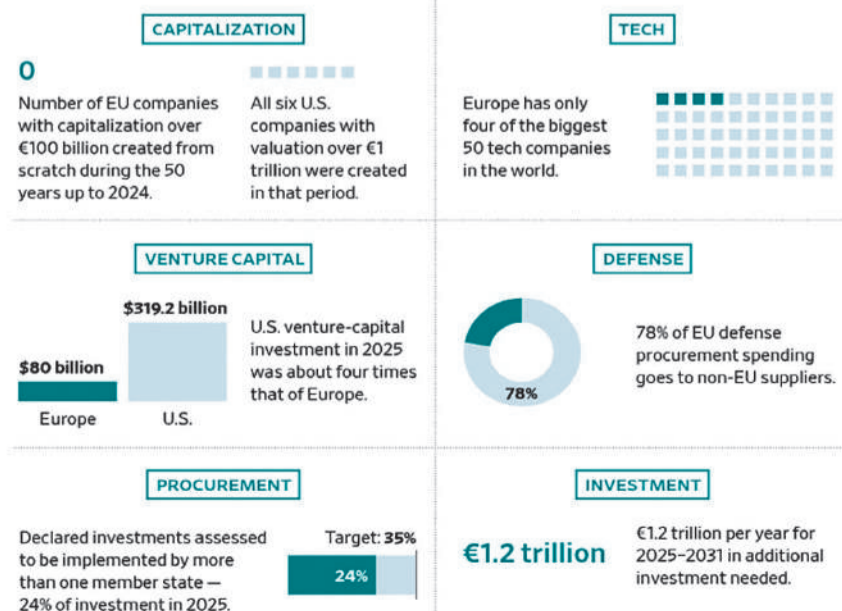 CAPITALIZATION
0
Number of EU companies
with capitalization over
€100 billion created from
scratch during the 50
years up to 2024.
All six U.S.
companies with
valuation over €1
trillion were created
in that period.
TECH
Europe has only
four of the biggest
50 tech companies
in the world.
VENTURE CAPITAL
$319.2 billion
$80 billion
Europe
U.S.
U.S. venture-capital
investment in 2025
was about four times
that of Europe.
DEFENSE
78%
78% of EU defense
procurement spending
goes to non-EU suppliers.
PROCUREMENT
Declared investments assessed
to be implemented by more
than one member state —
24% of investment in 2025.
Target: 35%
24%
INVESTMENT
€1.2 trillion
€1.2 trillion per year for
2025–2031 in additional
investment needed.